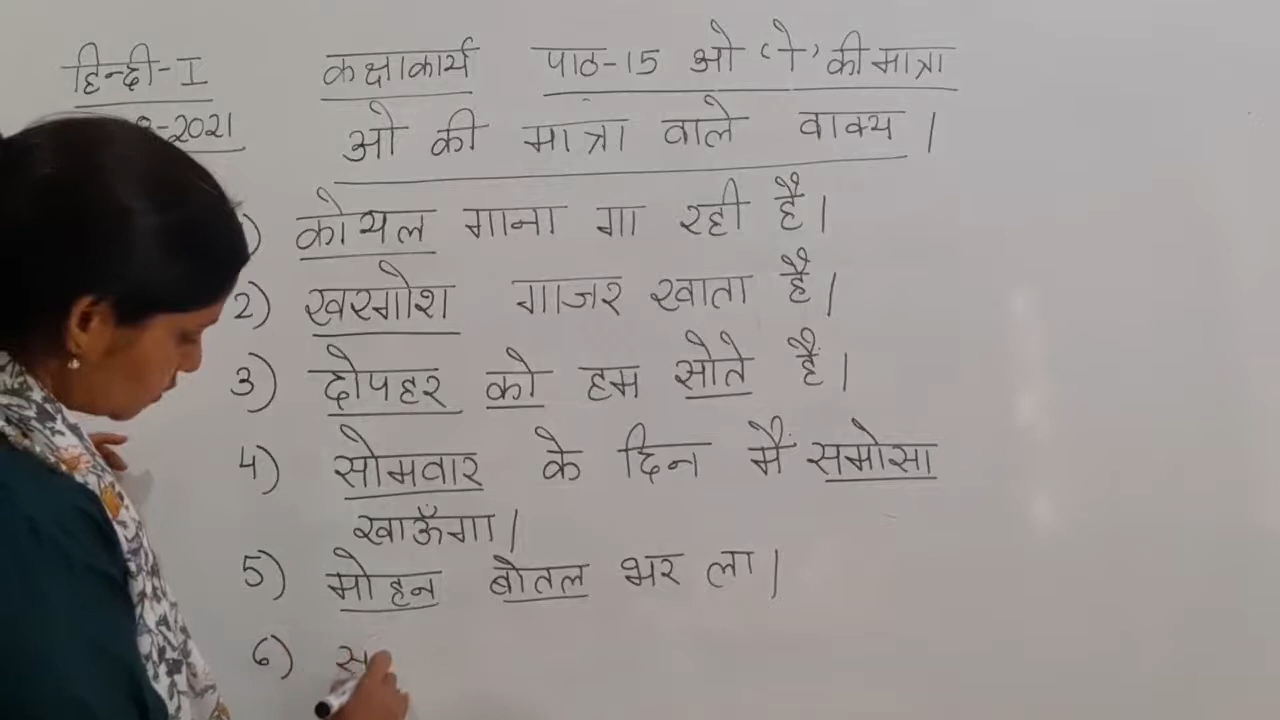 हिन्दी-I कक्षाकार्य पाठ-15 ओ ‘ो’ की मात्रा
-2021 ओ की मात्रा वाले वाक्य।
) कोयल गाना गा रही है।
2) खरगोश गाजर खाता है।
3) दोपहर को हम सोते हैं।
4) सोमवार के दिन मैं समोसा
खाऊँगा।
5) मोहन बोतल भर ला।
6) स